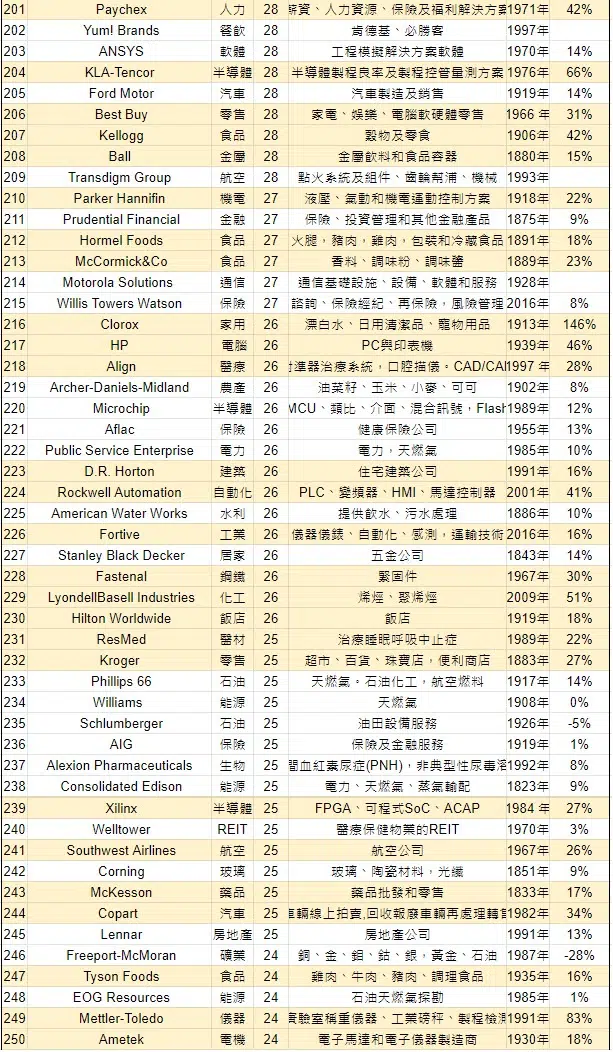 201 Paychex 人力 28 薪資、人力資源、保險及福利解決方案 1971年 42%
202 Yum! Brands 餐飲 28 肯德基、必勝客 1997年
203 ANSYS 軟體 28 工程模擬解決方案軟體 1970年 14%
204 KLA-Tencor 半導體 28 半導體製程良率及製程控管量測方案 1976年 66%
205 Ford Motor 汽車 28 汽車製造及銷售 1919年 14%
206 Best Buy 零售 28 家電、娛樂、電腦軟硬體零售 1966 年 31%
207 Kellogg 食品 28 穀物及零食 1906年 42%
208 Ball 金屬 28 金屬飲料和食品容器 1880年 15%
209 Transdigm Group 航空 28 點火系統及組件、齒輪幫浦、機械 1993年
210 Parker Hannifin 機電 27 液壓、氣動和機電運動控制方案 1918年 22%
211 Prudential Financial 金融 27 保險、投資管理和其他金融產品 1875年 9%
212 Hormel Foods 食品 27 火腿，豬肉，雞肉，包裝和冷藏食品 1891年 18%
213 McCormick&Co 食品 27 香料、調味粉、調味鹽 1889年 23%
214 Motorola Solutions 通信 27 通信基礎設施、設備、軟體和服務 1928年
215 Willis Towers Watson 保險 27 諮詢、保險經紀、再保險，風險管理 2016年 8%
216 Clorox 家用 26 漂白水、日用清潔品、寵物用品 1913年 146%
217 HP 電腦 26 PC與印表機 1939年 46%
218 Align 醫療 26 準器治療系統，口腔描儀。CAD/CAI 1997 年 28%
219 Archer-Daniels-Midland 農產 26 油菜籽、玉米、小麥、可可 1902年 8%
220 Microchip 半導體 26 MCU、類比、介面、混合訊號，Flash 1989年 12%
221 Aflac 保險 26 健康保險公司 1955年 13%
222 Public Service Enterprise 電力 26 電力，天燃氣 1985年 10%
223 D.R. Horton 建築 26 住宅建築公司 1991年 16%
224 Rockwell Automation 自動化 26 PLC、變頻器、HMI、馬達控制器 2001年 41%
225 American Water Works 水利 26 提供飲水、污水處理 1886年 10%
226 Fortive 工業 26 儀器儀錶、自動化、感測，運輸技術 2016年 16%
227 Stanley Black Decker 居家 26 五金公司 1843年 14%
228 Fastenal 鋼鐵 26 緊固件 1967年 30%
229 LyondellBasell Industries 化工 26 烯烴、聚烯烴 2009年 51%
230 Hilton Worldwide 飯店 26 飯店 1919年 18%
231 ResMed 醫材 25 治療睡眠呼吸中止症 1989年 22%
232 Kroger 零售 25 超市、百貨、珠寶店，便利商店 1883年 27%
233 Phillips 66 石油 25 天燃氣。石油化工，航空燃料 1917年 14%
234 Williams 能源 25 天燃氣 1908年 0%
235 Schlumberger 石油 25 油田設備服務 1926年 -5%
236 AIG 保險 25 保險及金融服務 1919年 1%
237 Alexion Pharmaceuticals 生物 25 間血紅素尿症(PNH)，非典型性尿毒溶 1992年 8%
238 Consolidated Edison 能源 25 電力、天燃氣、蒸氣輸配 1823年 9%
239 Xilinx 半導體 25 FPGA、可程式SoC、ACAP 1984 年 27%
240 Welltower REIT 25 醫療保健物業的REIT 1970年 3%
241 Southwest Airlines 航空 25 航空公司 1967年 26%
242 Corning 玻璃 25 玻璃、陶瓷材料，光纖 1851年 9%
243 McKesson 藥品 25 藥品批發和零售 1833年 17%
244 Copart 汽車 25 車輛線上拍賣,回收報廢車輛再處理轉售 1982年 34%
245 Lennar 房地產 25 房地產公司 1991年 13%
246 Freeport-McMoran 礦業 24 銅、金、鉬、鈷、銀，黃金、石油 1987年 -28%
247 Tyson Foods 食品 24 雞肉、牛肉、豬肉、調理食品 1935年 16%
248 EOG Resources 能源 24 石油天燃氣探勘 1985年 1%
249 Mettler-Toledo 儀器 24 實驗室稱重儀器、工業磅秤、製程檢測 1991年 83%
250 Ametek 電機 24 電子馬達和電子儀器製造商 1930年 18%